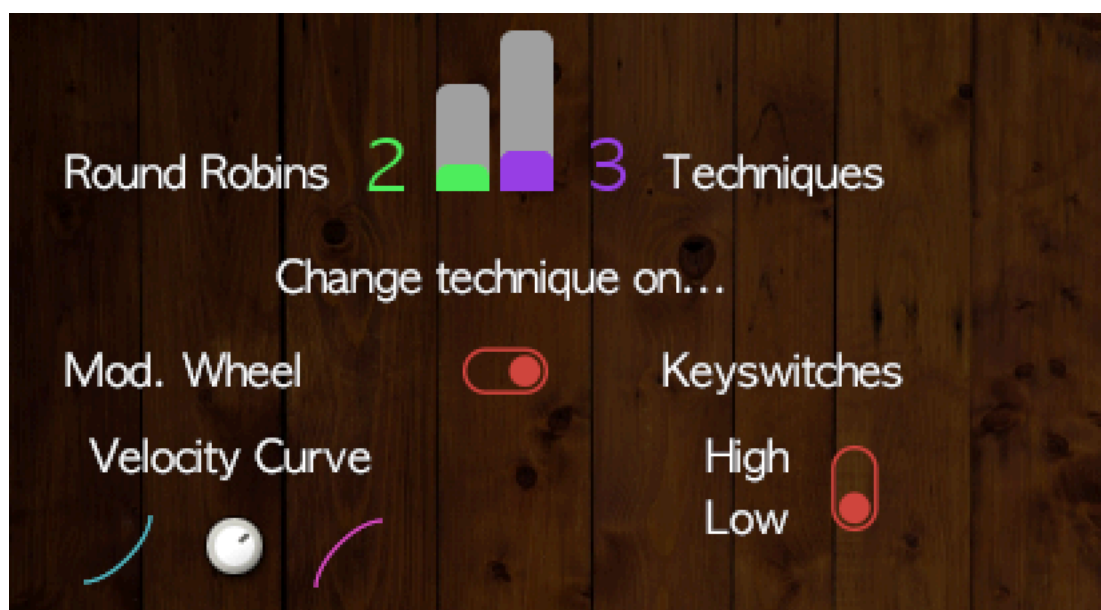 Round Robins 2 3 Techniques
Change technique on...
Mod. Wheel Keyswitches
Velocity Curve High
Low